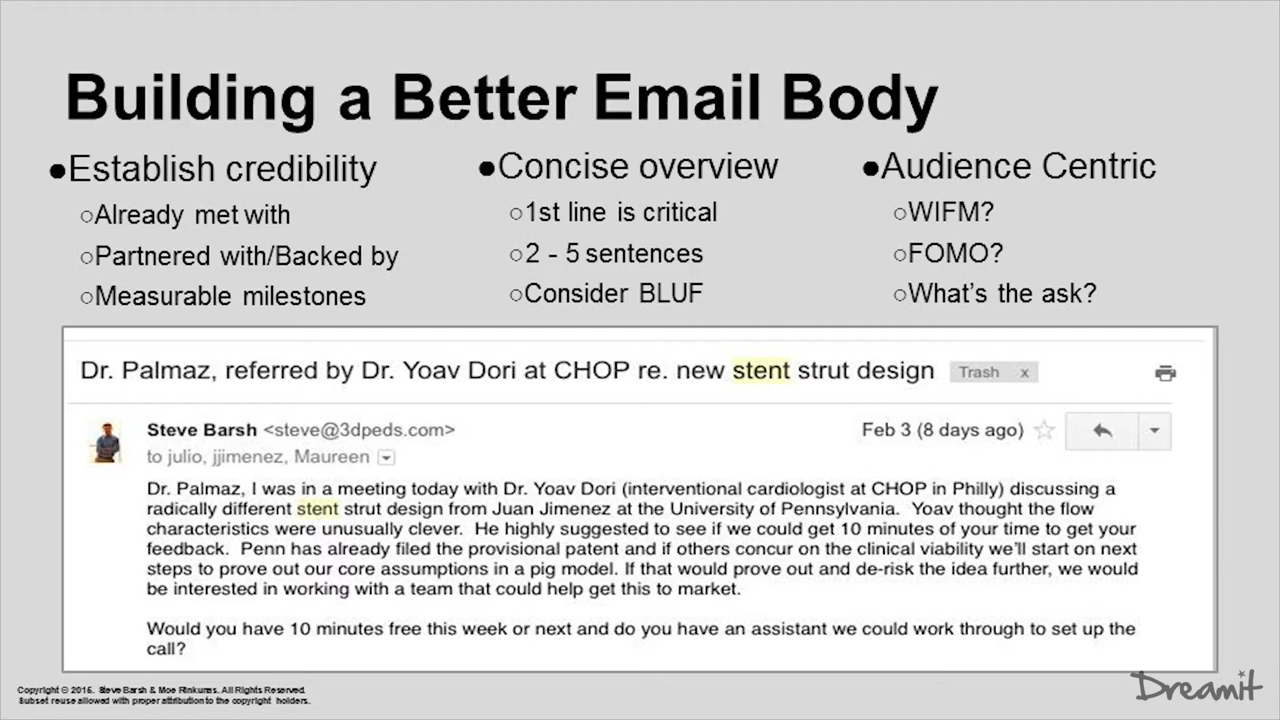 Building a Better Email Body
●Establish credibility
○Already met with
○Partnered with/Backed by
○Measurable milestones
●Concise overview
○1st line is critical
○2 - 5 sentences
○Consider BLUF
●Audience Centric
○WIFM?
○FOMO?
○What's the ask?
Dr. Palmaz, referred by Dr. Yoav Dori at CHOP re. new stent strut design Trash x
Steve Barsh <steve@3dpeds.com> Feb 3 (8 days ago)
to julio, jjimenez, Maureen
Dr. Palmaz, I was in a meeting today with Dr. Yoav Dori (interventional cardiologist at CHOP in Philly) discussing a
radically different stent strut design from Juan Jimenez at the University of Pennsylvania. Yoav thought the flow
characteristics were unusually clever. He highly suggested to see if we could get 10 minutes of your time to get your
feedback. Penn has already filed the provisional patent and if others concur on the clinical viability we'll start on next
steps to prove out our core assumptions in a pig model. If that would prove out and de-risk the idea further, we would
be interested in working with a team that could help get this to market.
Would you have 10 minutes free this week or next and do you have an assistant we could work through to set up the
call?
Copyright © 2015. Steve Barsh & Moe Rinkunas. All Rights Reserved.
Subset reuse allowed with proper attribution to the copyright holders.
Dreamit